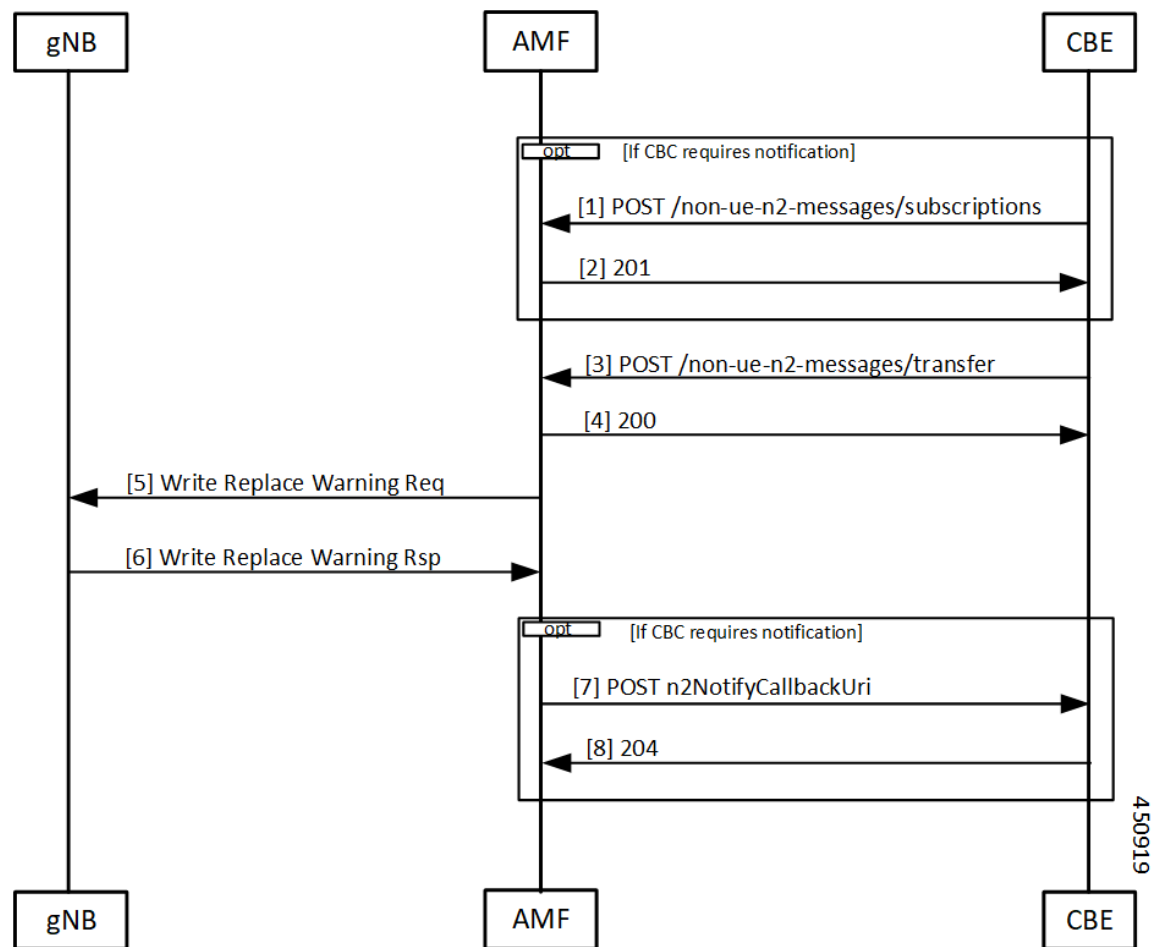 gNB
AMF
CBE
opt [If CBC requires notification]
[1] POST /non-ue-n2-messages/subscriptions
[2] 201
[3] POST /non-ue-n2-messages/transfer
[4] 200
[5] Write Replace Warning Req
[6] Write Replace Warning Rsp
opt [If CBC requires notification]
[7] POST n2NotifyCallbackUri
[8] 204
450919
gNB
AMF
CBE